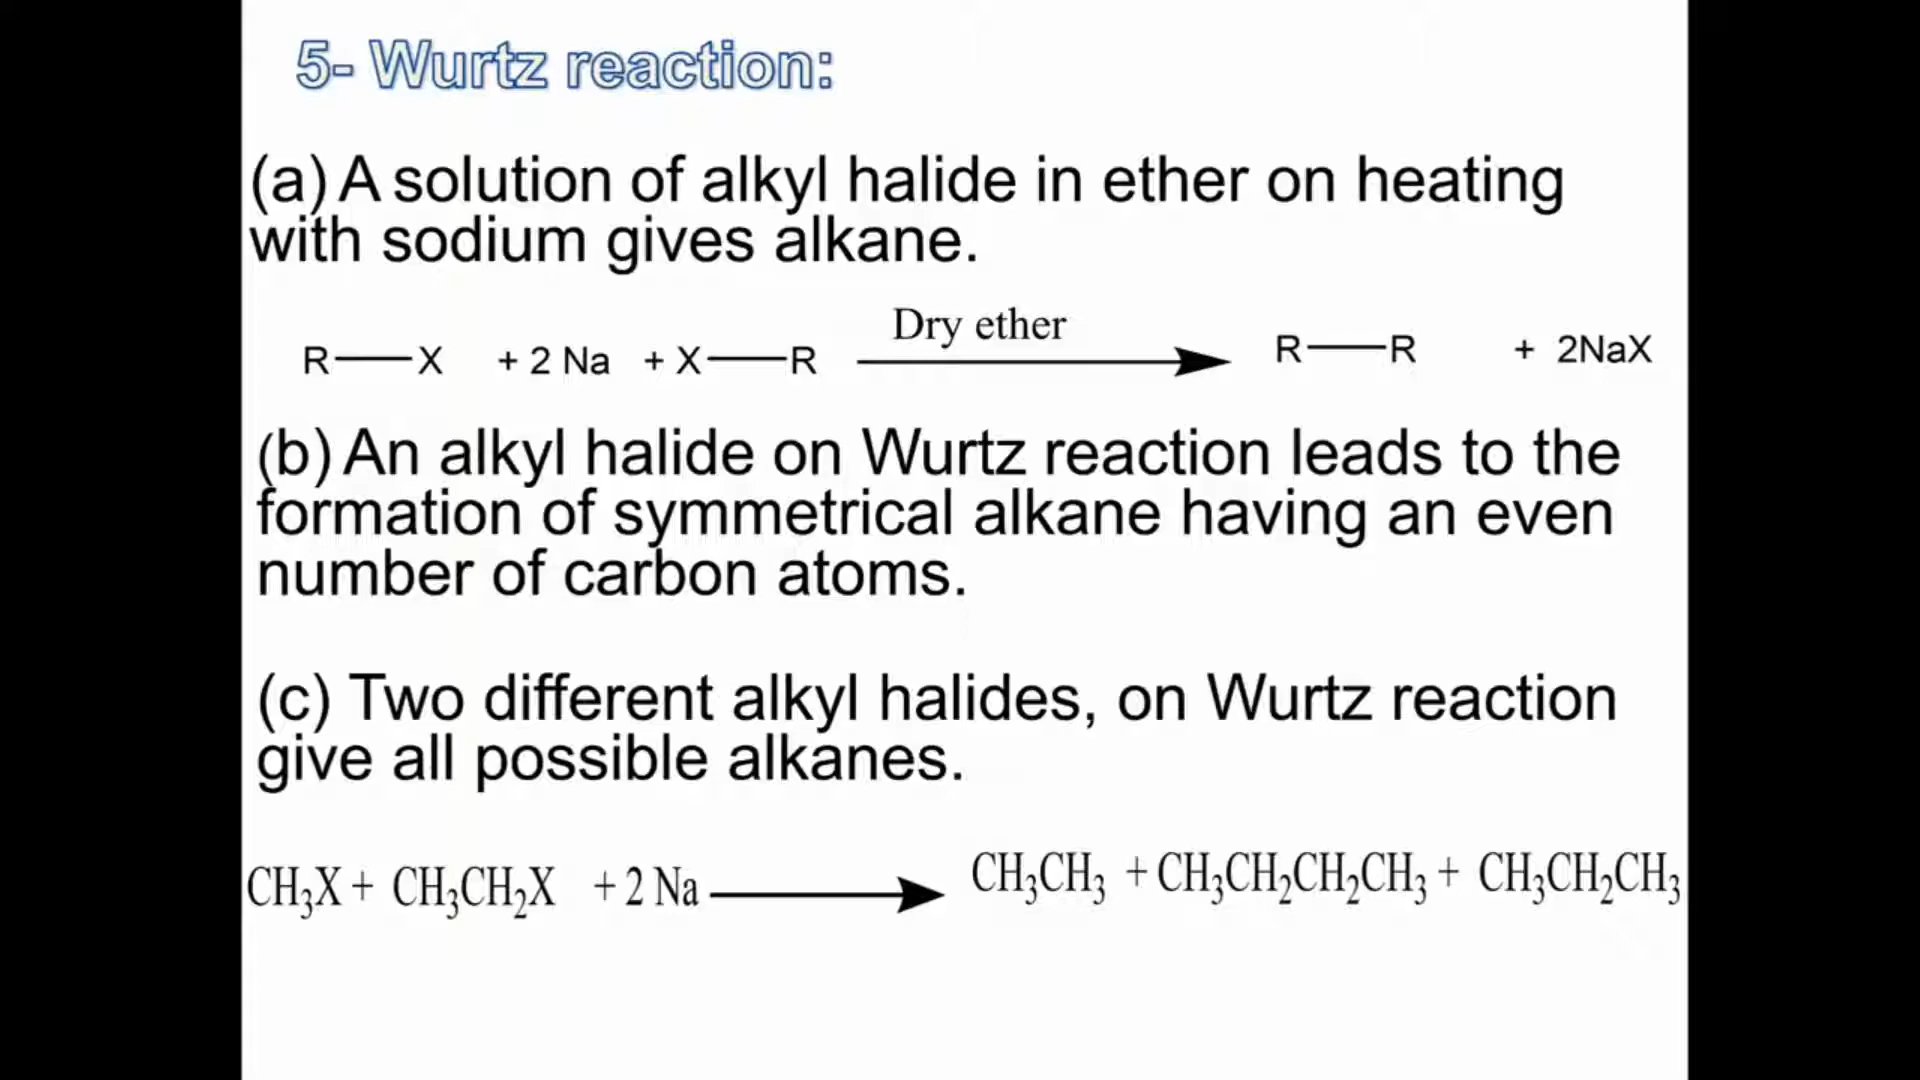 5- Wurtz reaction:
(a) A solution of alkyl halide in ether on heating
with sodium gives alkane.
R—X + 2 Na + X—R Dry ether R—R + 2NaX
(b) An alkyl halide on Wurtz reaction leads to the
formation of symmetrical alkane having an even
number of carbon atoms.
(c) Two different alkyl halides, on Wurtz reaction
give all possible alkanes.
CH₃X + CH₃CH₂X + 2 Na ⟶ CH₃CH₃ + CH₃CH₂CH₂CH₃ + CH₃CH₂CH₃